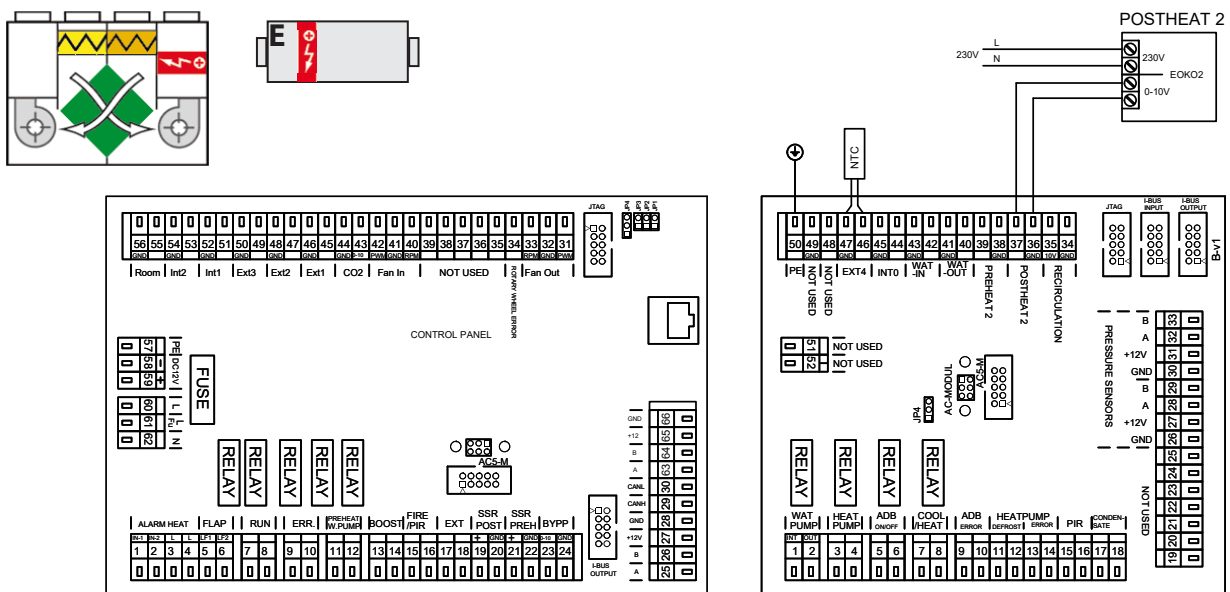 E
POSTHEAT 2
230V
L
N
230V
EOKO2
0-10V
NTC
JTAG
JP4
JP3
JP2
JP1
56 55 54 53 52 51 50 49 48 47 46 45 44 43 42 41 40 39 38 37 36 35 34 33 32 31
GND GND GND GND GND GND GND 0-10 PWM GND RPM RPM GND PWM
Room Int2 Int1 Ext3 Ext2 Ext1 CO2 Fan In NOT USED ROTARY WHEEL ERROR Fan Out
CONTROL PANEL
57 PE
58 - DC12V
59 +
FUSE
60 L
61 L Fu
62 N
RELAY RELAY RELAY RELAY RELAY
AC5-M
GND 66
+12 65
B 64
A 63
CANL 30
CANH 29
GND 28
+12V 27
B 26
A 25
I-BUS
OUTPUT
ALARM HEAT FLAP RUN ERR. PREHEAT W.PUMP BOOST FIRE /PIR EXT SSR POST SSR PREH BYPP
IN-1 IN-2 L L LF1 LF2 + GND + GND 0-10 GND
1 2 3 4 5 6 7 8 9 10 11 12 13 14 15 16 17 18 19 20 21 22 23 24
JTAG
I-BUS
INPUT
I-BUS
OUTPUT
B-v1
50 49 48 47 46 45 44 43 42 41 40 39 38 37 36 35 34
GND GND GND GND GND GND GND 10V GND
PE NOT USED NOT USED EXT4 INT0 WAT -IN WAT -OUT PREHEAT 2 POSTHEAT 2 RECIRCULATION
51 NOT USED
52 NOT USED
AC-MODUL
AC5-M
JP4
B 33
A 32
+12V 31
GND 30
B 29
A 28
+12V 27
GND 26
PRESSURE SENSORS
25
24
23
22
21
20
19
NOT USED
RELAY RELAY RELAY RELAY
WAT PUMP HEAT PUMP ADB ON/OFF COOL /HEAT ADB ERROR HEATPUMP DEFROST ERROR PIR CONDEN- SATE
INT OUT
1 2 3 4 5 6 7 8 9 10 11 12 13 14 15 16 17 18